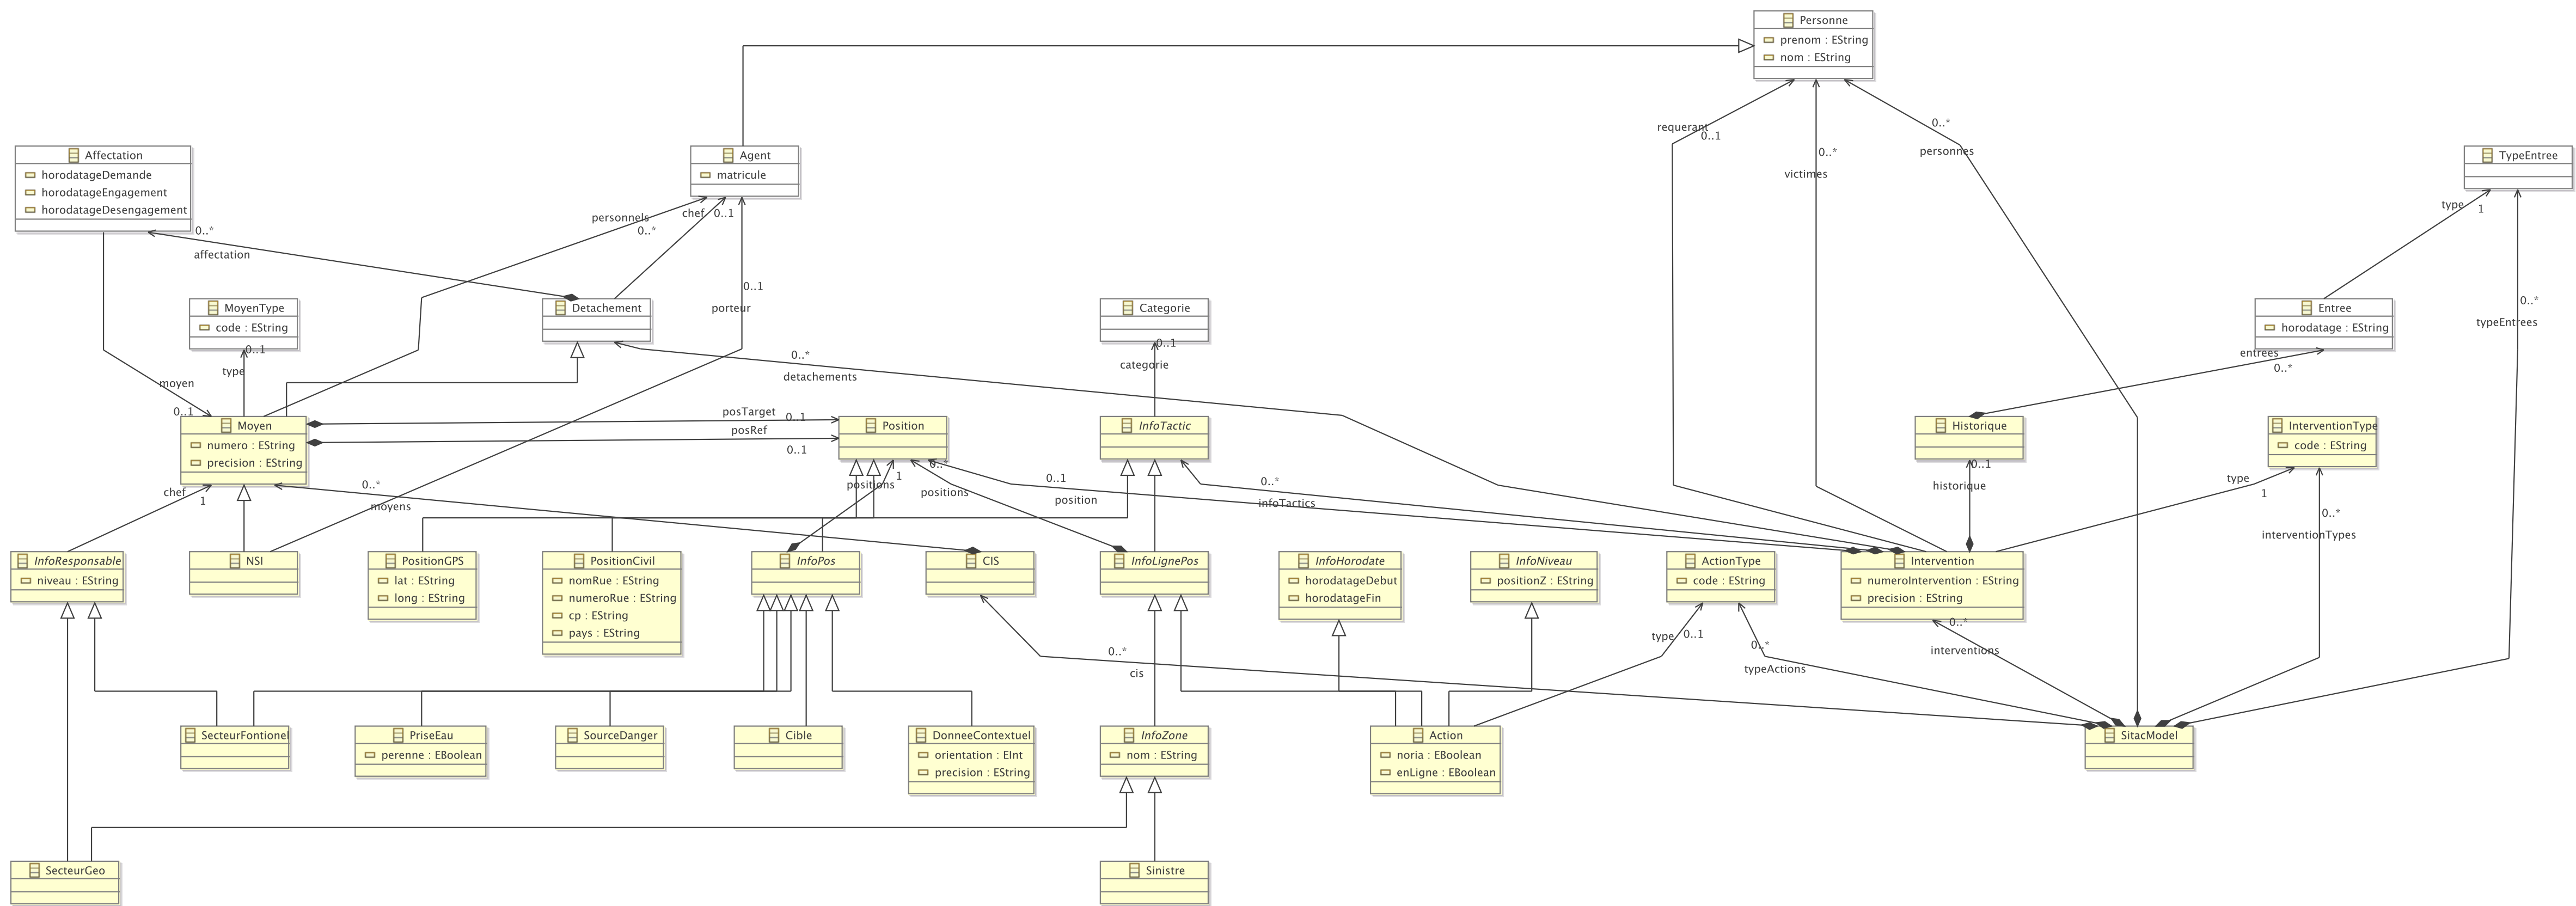 Personne
prenom : EString
nom : EString
requerant
0..1
0..*
victimes
0..*
personnes
Affectation
horodatageDemande
horodatageEngagement
horodatageDesengagement
Agent
matricule
TypeEntree
personnels
0..*
chef
0..1
type
1
0..*
affectation
0..1
porteur
0..*
typeEntrees
MoyenType
code : EString
Detachement
Categorie
Entree
horodatage : EString
0..1
type
moyen
0..1
0..*
detachements
0..1
categorie
entrees
0..*
posTarget
0..1
posRef
0..1
Moyen
numero : EString
precision : EString
Position
InfoTactic
Historique
InterventionType
code : EString
chef
1
0..*
moyens
positions
1
0..*
positions
0..1
position
0..*
infoTactics
0..1
historique
type
1
0..*
interventionTypes
InfoResponsable
niveau : EString
NSI
PositionGPS
lat : EString
long : EString
PositionCivil
nomRue : EString
numeroRue : EString
cp : EString
pays : EString
InfoPos
CIS
InfoLignePos
InfoHorodate
horodatageDebut
horodatageFin
InfoNiveau
positionZ : EString
ActionType
code : EString
Intervention
numeroIntervention : EString
precision : EString
0..*
cis
type
0..1
0..*
typeActions
0..*
interventions
SecteurFontionel
PriseEau
perenne : EBoolean
SourceDanger
Cible
DonneeContextuel
orientation : EInt
precision : EString
InfoZone
nom : EString
Action
noria : EBoolean
enLigne : EBoolean
SitacModel
SecteurGeo
Sinistre